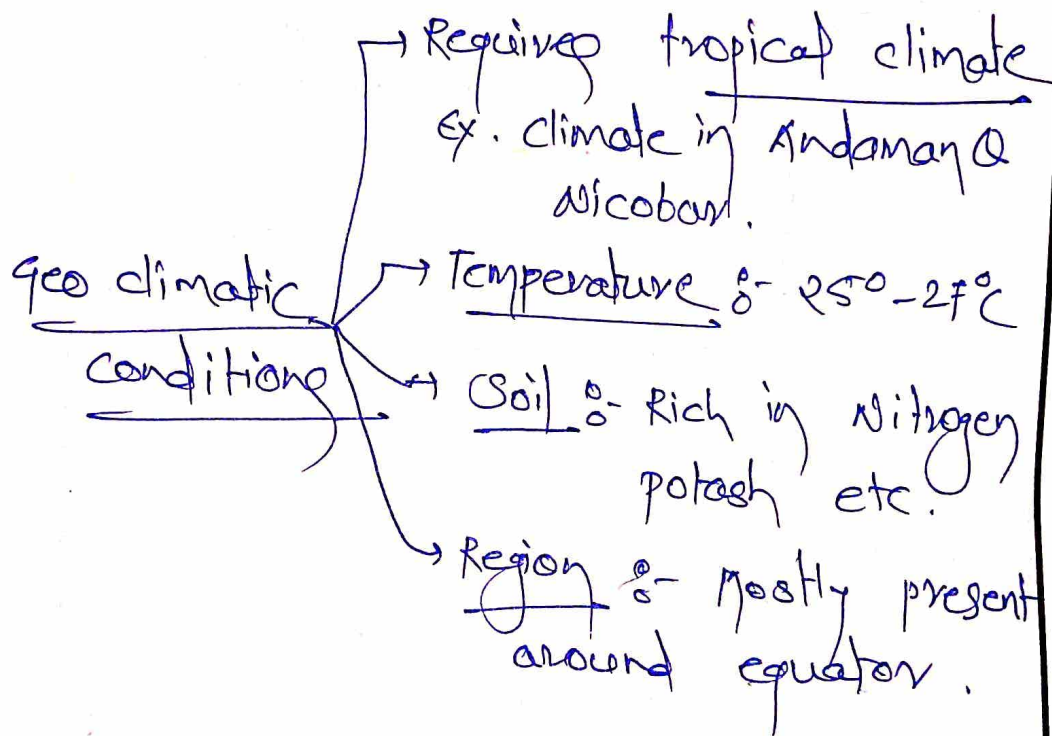 Requires tropical climate
Ex. Climate in Andaman &
Nicobar.
Geo climatic
conditions
Temperature :- 25° - 27°C
Soil :- Rich in Nitrogen
potash etc.
Region :- Mostly present
around equator.